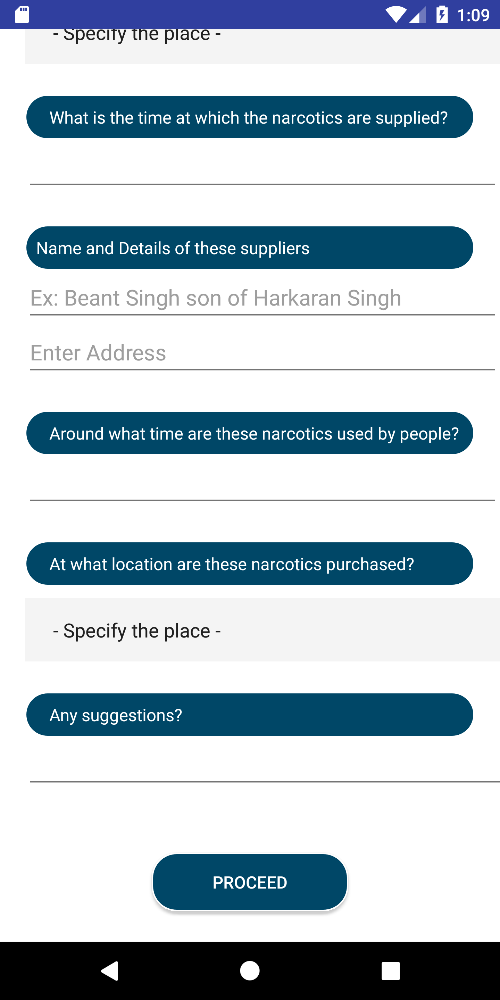 1:09
- Specify the place -
What is the time at which the narcotics are supplied?
Name and Details of these suppliers
Ex: Beant Singh son of Harkaran Singh
Enter Address
Around what time are these narcotics used by people?
At what location are these narcotics purchased?
- Specify the place -
Any suggestions?
PROCEED